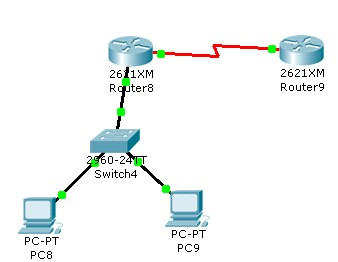 2621XM
Router8
2621XM
Router9
2960-24TT
Switch4
PC-PT
PC8
PC-PT
PC9